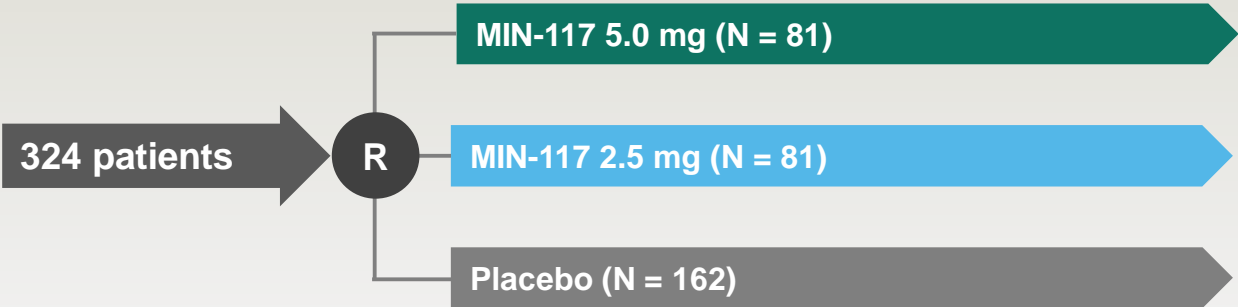 MIN-117 5.0 mg (N = 81)
324 patients
R
MIN-117 2.5 mg (N = 81)
Placebo (N = 162)